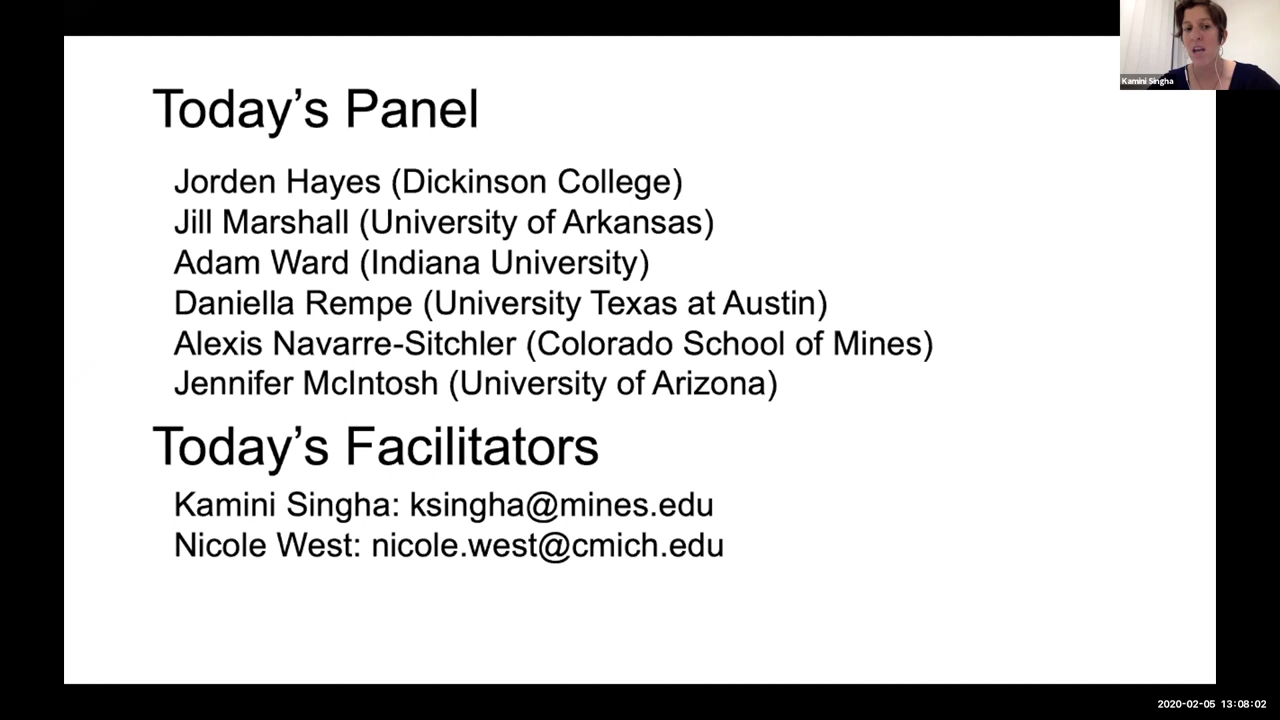 Kamini Singha
Today's Panel
Jorden Hayes (Dickinson College)
Jill Marshall (University of Arkansas)
Adam Ward (Indiana University)
Daniella Rempe (University Texas at Austin)
Alexis Navarre-Sitchler (Colorado School of Mines)
Jennifer McIntosh (University of Arizona)
Today's Facilitators
Kamini Singha: ksingha@mines.edu
Nicole West: nicole.west@cmich.edu
2020-02-05 13:08:02